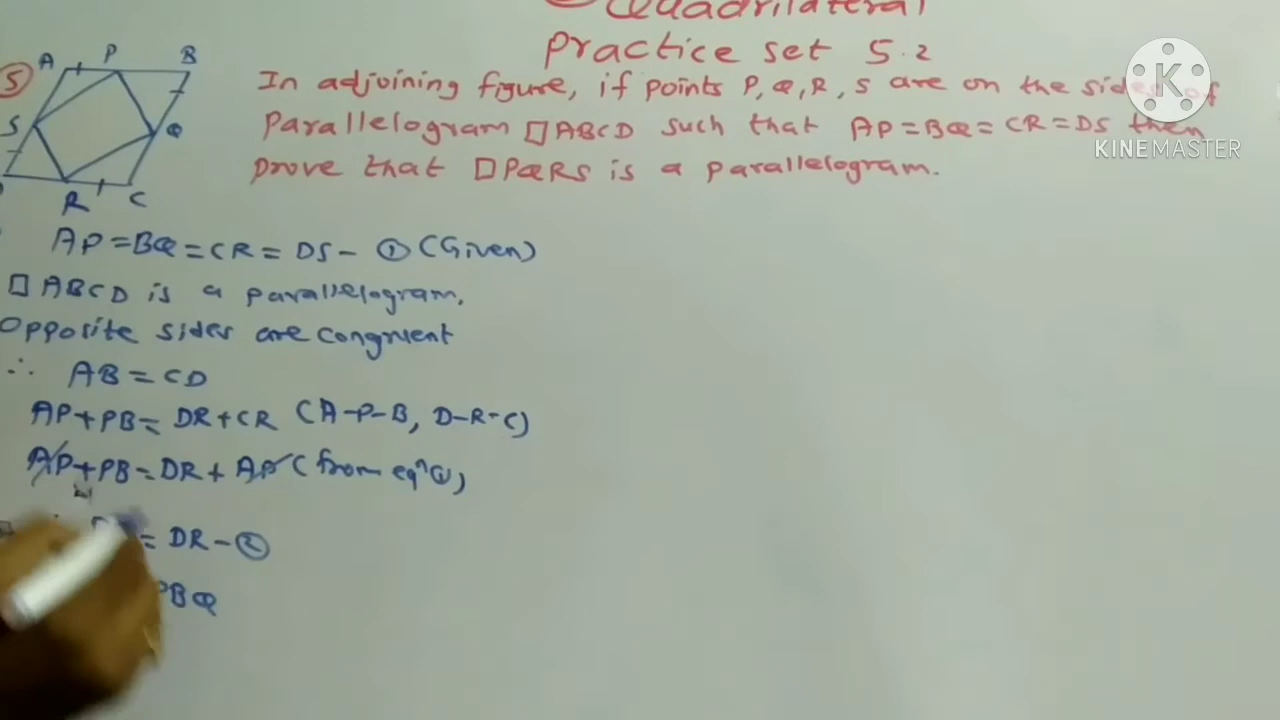 Quadrilateral
Practice set 5.2
5
In adjoining figure, if points P, Q, R, S are on the sides of
Parallelogram □ABCD such that AP=BQ=CR=DS then
prove that □PQRS is a parallelogram.
A P B
S Q
R C
AP=BQ=CR=DS- ① (Given)
□ABCD is a parallelogram.
Opposite sides are congruent
∴ AB=CD
AP+PB=DR+CR (A-P-B, D-R-C)
AP+PB=DR+AP (from eqⁿ ①)
= DR-②
PBQ
K
KINEMASTER